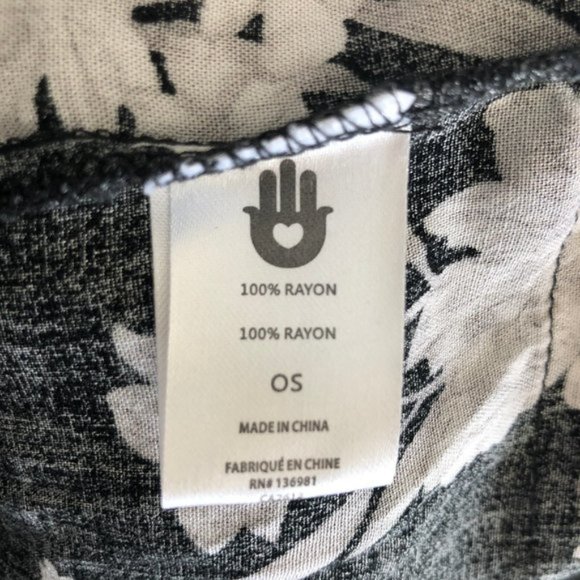 100% RAYON
100% RAYON
OS
MADE IN CHINA
FABRIQUÉ EN CHINE
RN# 136981